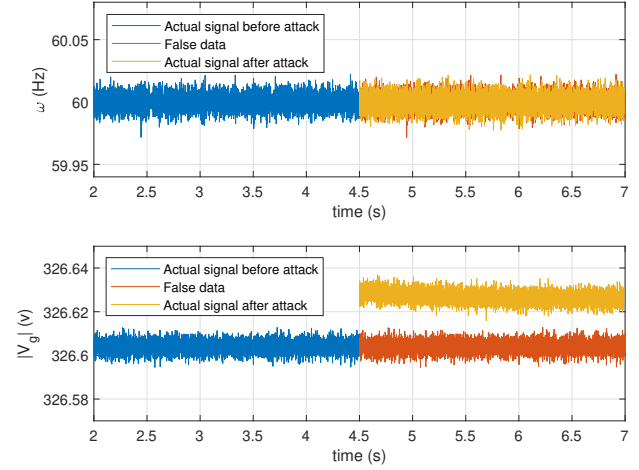 60.05
60
59.95
ω (Hz)
Actual signal before attack
False data
Actual signal after attack
2 2.5 3 3.5 4 4.5 5 5.5 6 6.5 7
time (s)
326.64
326.62
326.6
326.58
|V_g| (v)
Actual signal before attack
False data
Actual signal after attack
2 2.5 3 3.5 4 4.5 5 5.5 6 6.5 7
time (s)